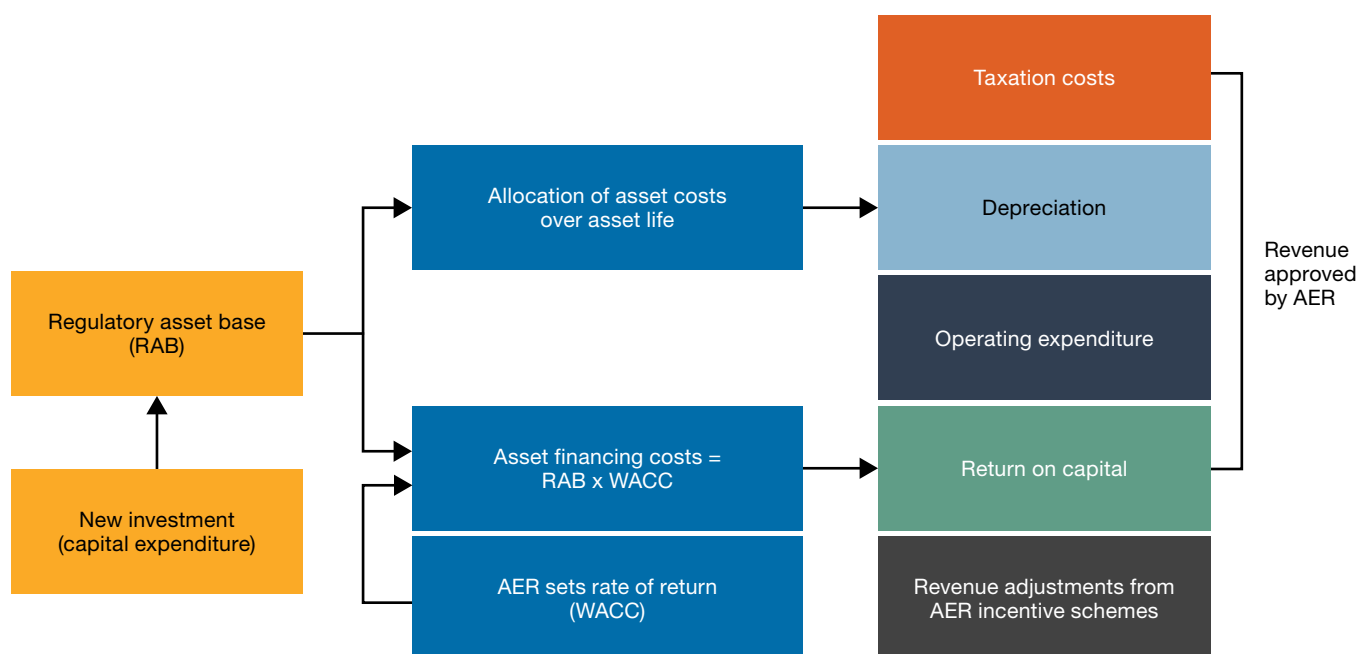 Taxation costs
Allocation of asset costs
over asset life
Depreciation
Revenue
approved
by AER
Regulatory asset base
(RAB)
Operating expenditure
Asset financing costs =
RAB x WACC
Return on capital
New investment
(capital expenditure)
AER sets rate of return
(WACC)
Revenue adjustments from
AER incentive schemes